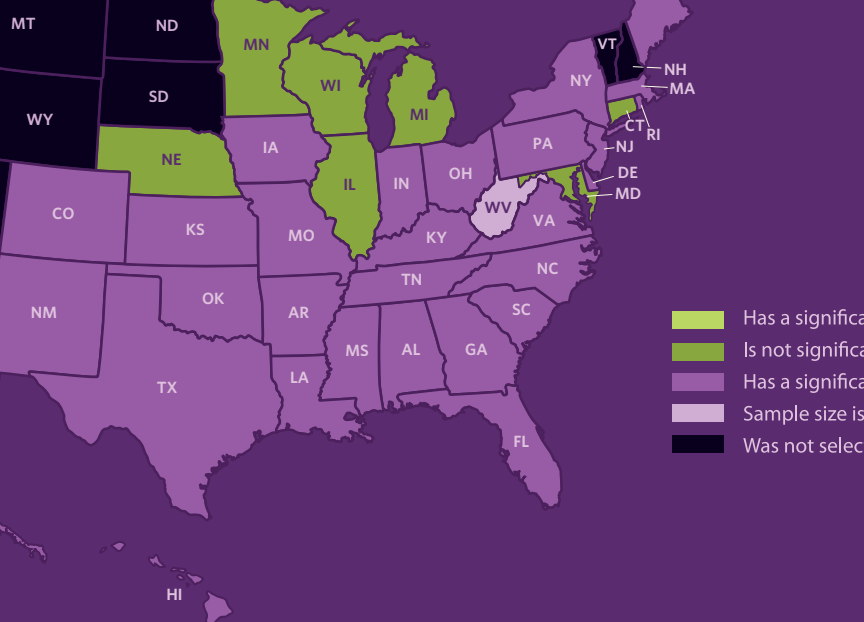 MT
ND
MN
VT
SD
WI
NY
NH
MA
WY
MI
CT
RI
NE
IA
PA
NJ
IL
IN
OH
DE
MD
CO
KS
MO
KY
WV
VA
NM
OK
TN
NC
AR
SC
TX
LA
MS
AL
GA
FL
HI
Has a significa
Is not significa
Has a significa
Sample size is
Was not selec